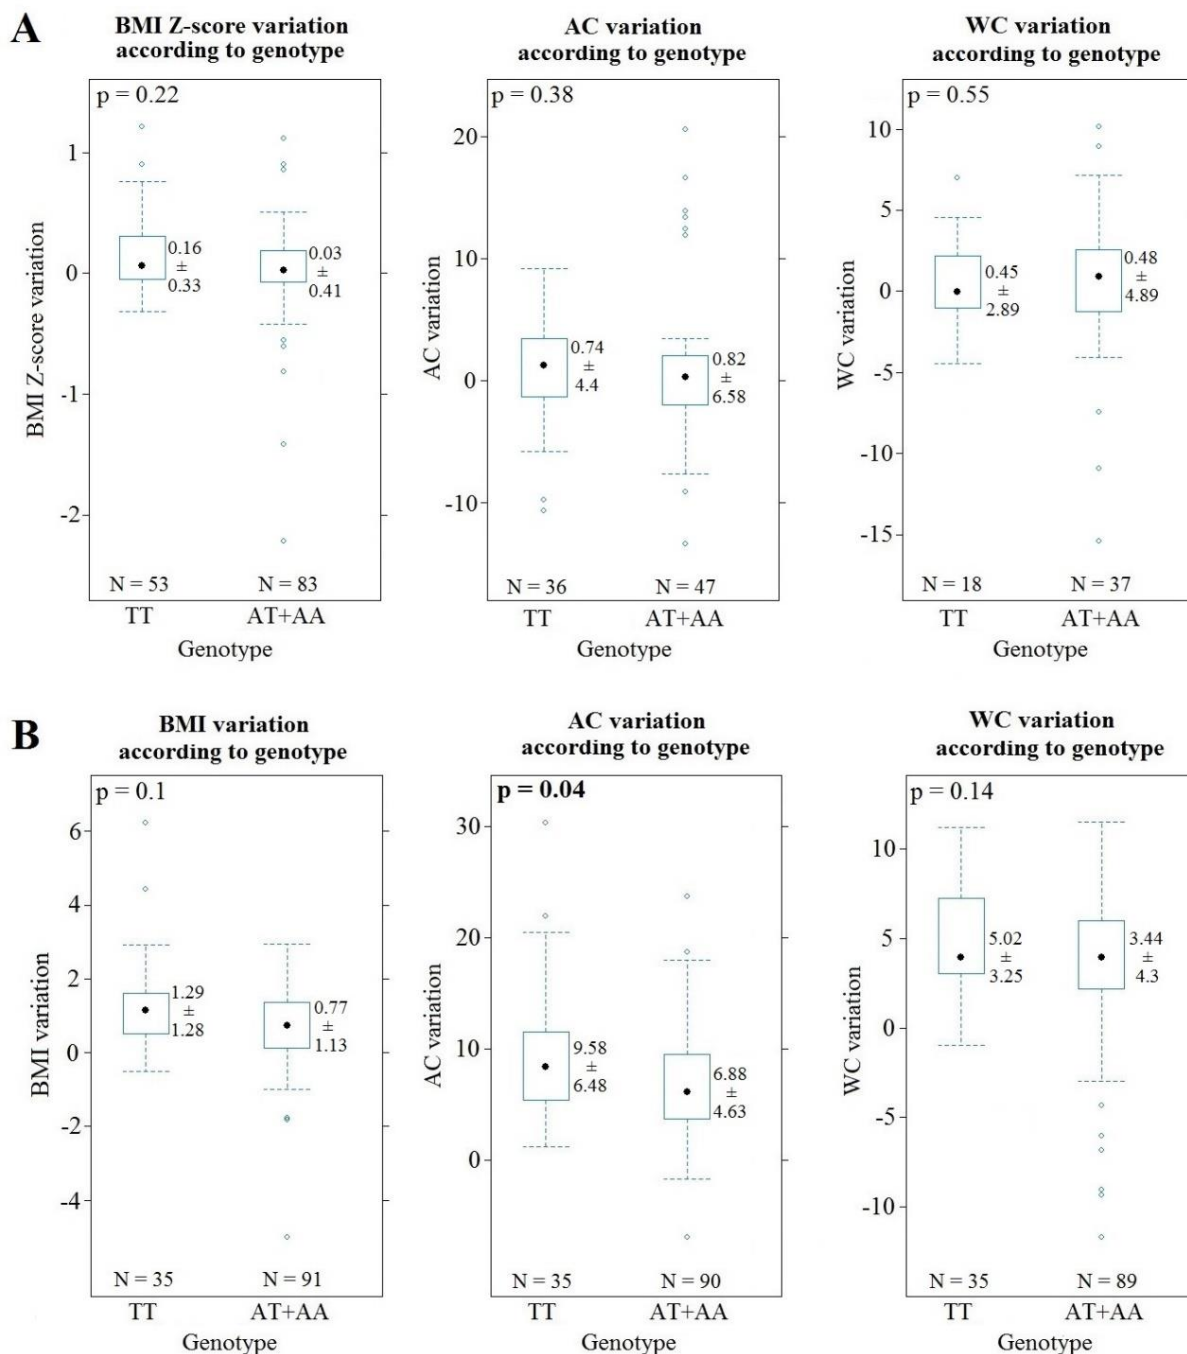 A
BMI Z-score variation
according to genotype
p = 0.22
1
0
-1
-2
BMI Z-score variation
0.16
±
0.33
0.03
±
0.41
N = 53
N = 83
TT
AT+AA
Genotype
AC variation
according to genotype
p = 0.38
20
10
0
-10
AC variation
0.74
±
4.4
0.82
±
6.58
N = 36
N = 47
TT
AT+AA
Genotype
WC variation
according to genotype
p = 0.55
10
5
0
-5
-10
-15
WC variation
0.45
±
2.89
0.48
±
4.89
N = 18
N = 37
TT
AT+AA
Genotype
B
BMI variation
according to genotype
p = 0.1
6
4
2
0
-2
-4
BMI variation
1.29
±
1.28
0.77
±
1.13
N = 35
N = 91
TT
AT+AA
Genotype
AC variation
according to genotype
p = 0.04
30
20
10
0
AC variation
9.58
±
6.48
6.88
±
4.63
N = 35
N = 90
TT
AT+AA
Genotype
WC variation
according to genotype
p = 0.14
10
5
0
-5
-10
WC variation
5.02
±
3.25
3.44
±
4.3
N = 35
N = 89
TT
AT+AA
Genotype